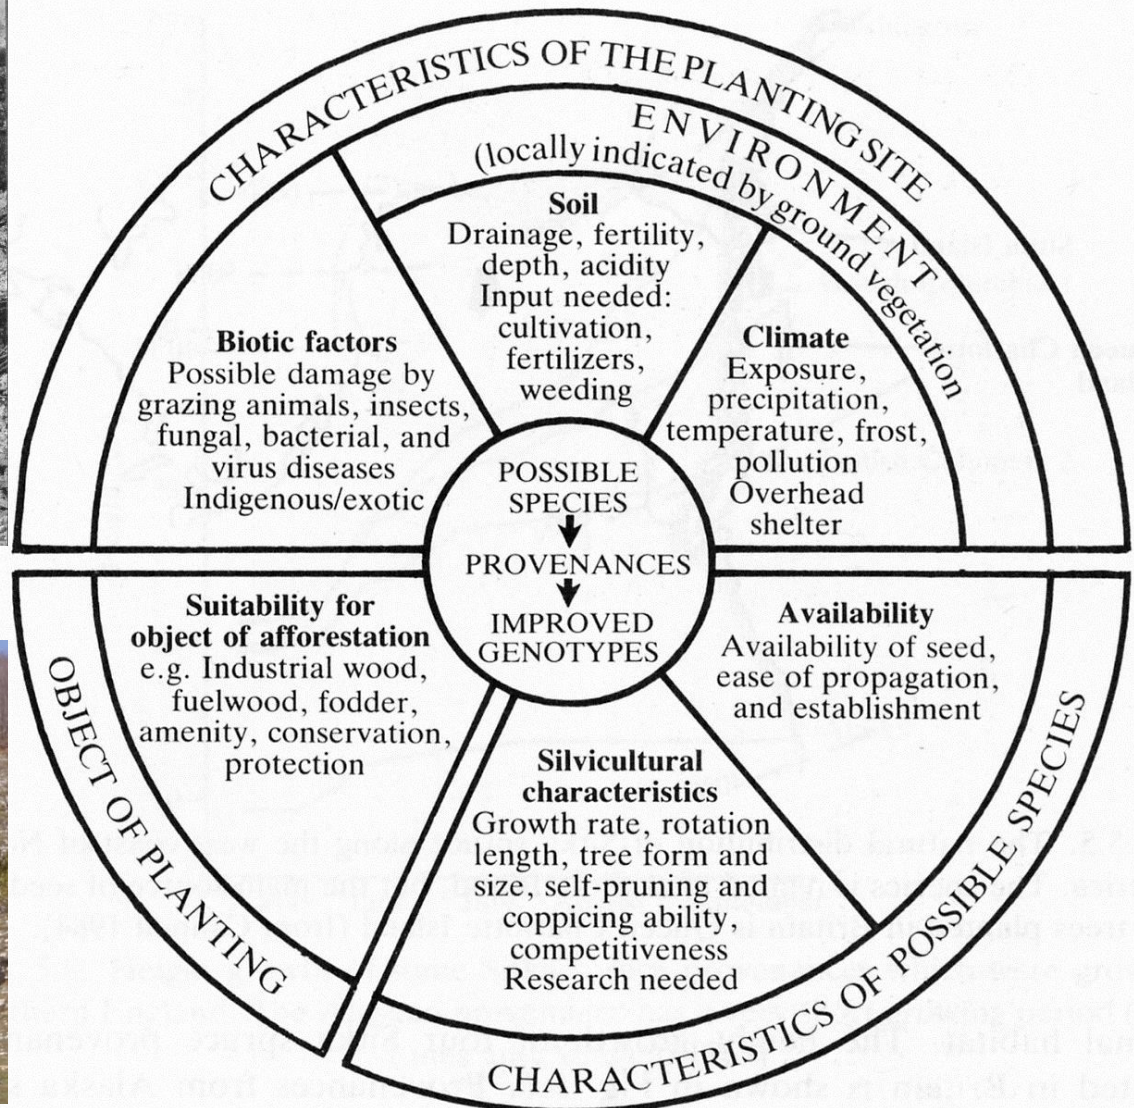 CHARACTERISTICS OF THE PLANTING SITE
ENVIRONMENT
(locally indicated by ground vegetation
Soil
Drainage, fertility,
depth, acidity
Input needed:
cultivation,
fertilizers,
weeding
Biotic factors
Possible damage by
grazing animals, insects,
fungal, bacterial, and
virus diseases
Indigenous/exotic
Climate
Exposure,
precipitation,
temperature, frost,
pollution
Overhead
shelter
POSSIBLE
SPECIES
PROVENANCES
IMPROVED
GENOTYPES
Suitability for
object of afforestation
e.g. Industrial wood,
fuelwood, fodder,
amenity, conservation,
protection
OBJECT OF PLANTING
Silvicultural
characteristics
Growth rate, rotation
length, tree form and
size, self-pruning and
coppicing ability,
competitiveness
Research needed
Availability
Availability of seed,
ease of propagation,
and establishment
CHARACTERISTICS OF POSSIBLE SPECIES